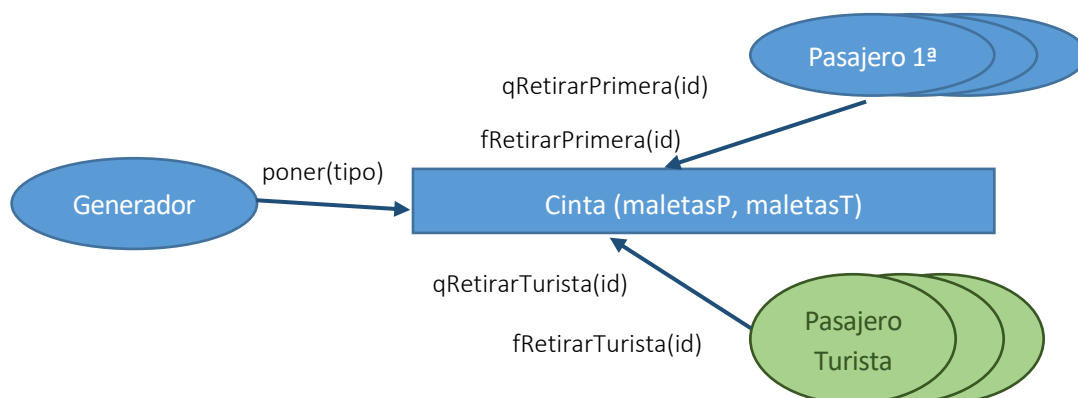 Pasajero 1ª
qRetirarPrimera(id)
fRetirarPrimera(id)
poner(tipo)
Generador
Cinta (maletasP, maletasT)
qRetirarTurista(id)
fRetirarTurista(id)
Pasajero
Turista